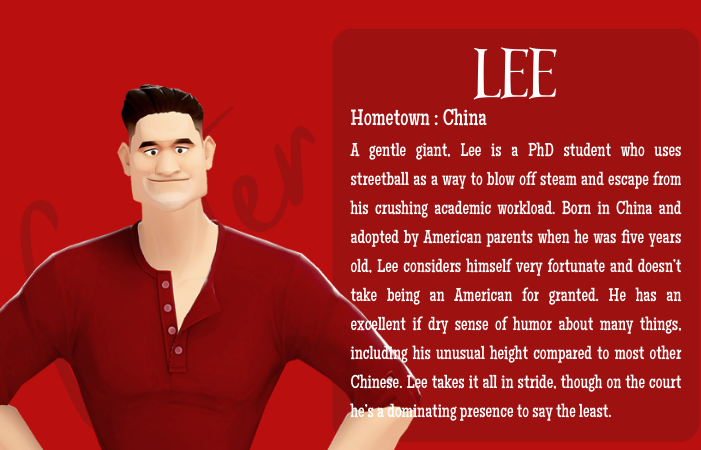 LEE
Hometown : China
A gentle giant, Lee is a PhD student who uses
streetball as a way to blow off steam and escape from
his crushing academic workload. Born in China and
adopted by American parents when he was five years
old, Lee considers himself very fortunate and doesn't
take being an American for granted. He has an
excellent if dry sense of humor about many things,
including his unusual height compared to most other
Chinese. Lee takes it all in stride, though on the court
he's a dominating presence to say the least.